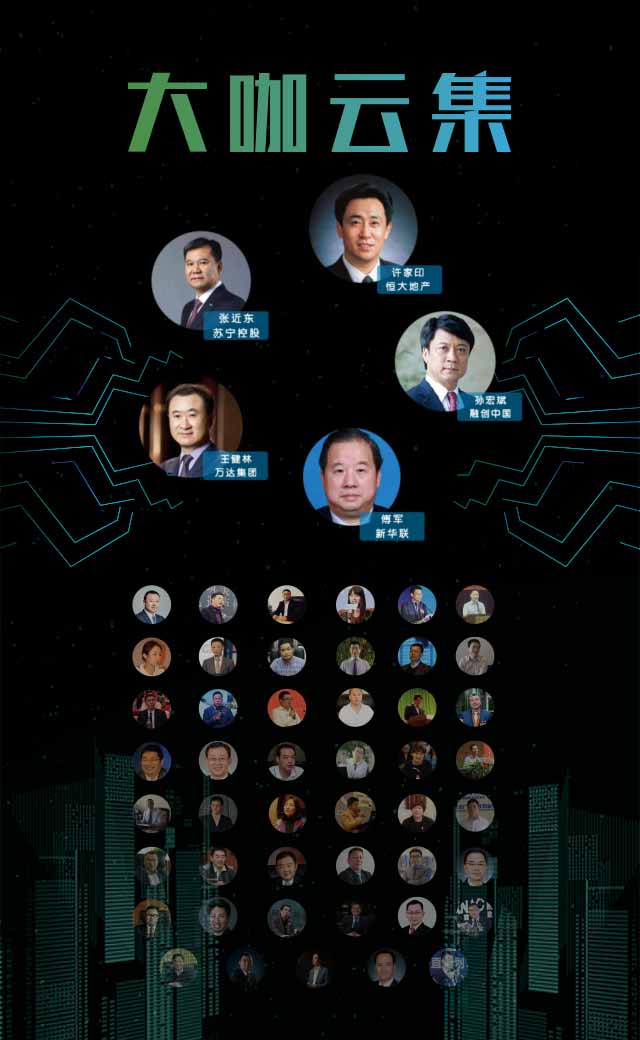 大咖云集
许家印
恒大地产
张近东
苏宁控股
孙宏斌
融创中国
王健林
万达集团
傅军
新华联